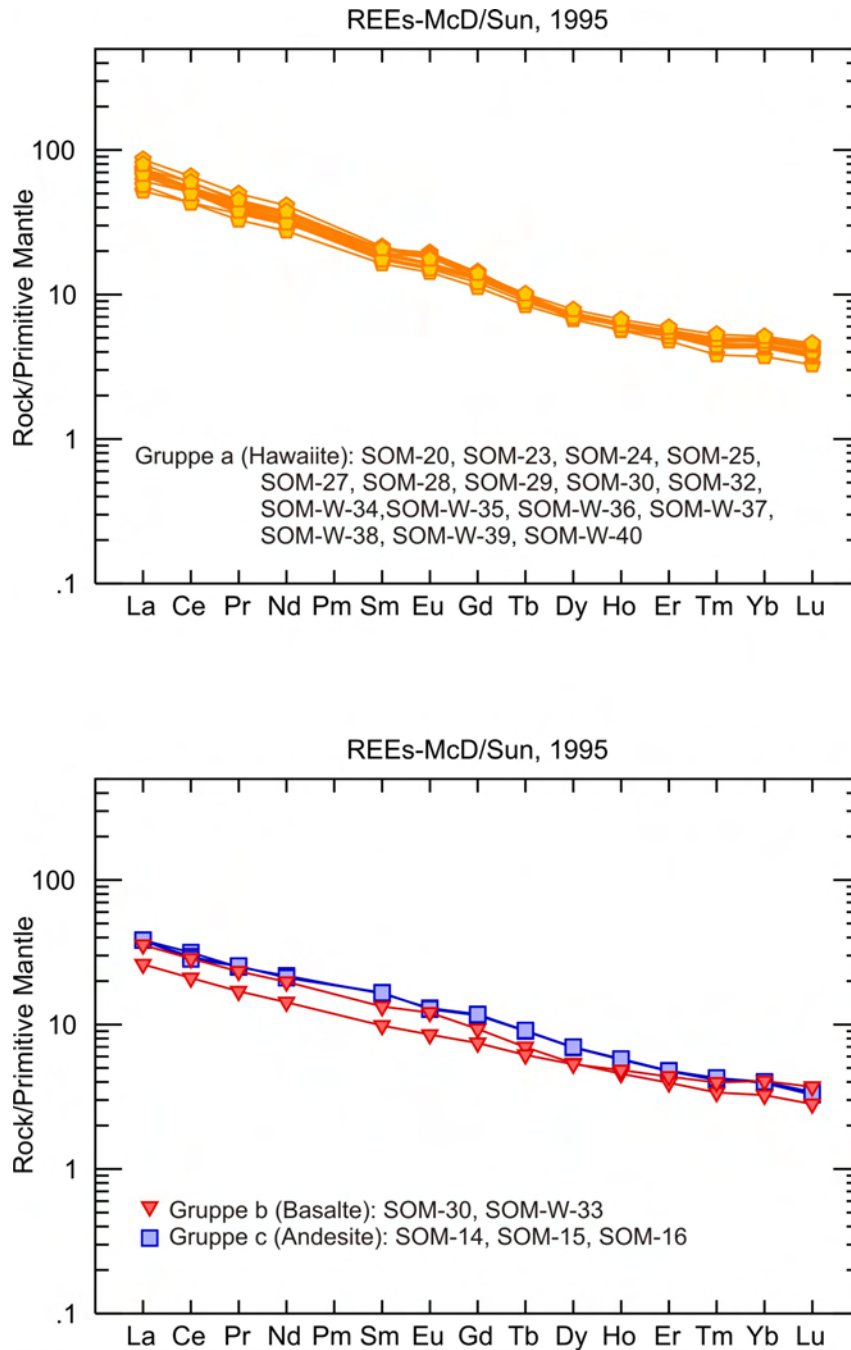 REEs-McD/Sun, 1995
Rock/Primitive Mantle
100
10
1
.1
Gruppe a (Hawaiite): SOM-20, SOM-23, SOM-24, SOM-25,
SOM-27, SOM-28, SOM-29, SOM-30, SOM-32,
SOM-W-34,SOM-W-35, SOM-W-36, SOM-W-37,
SOM-W-38, SOM-W-39, SOM-W-40
La Ce Pr Nd Pm Sm Eu Gd Tb Dy Ho Er Tm Yb Lu
REEs-McD/Sun, 1995
Rock/Primitive Mantle
100
10
1
.1
Gruppe b (Basalte): SOM-30, SOM-W-33
Gruppe c (Andesite): SOM-14, SOM-15, SOM-16
La Ce Pr Nd Pm Sm Eu Gd Tb Dy Ho Er Tm Yb Lu